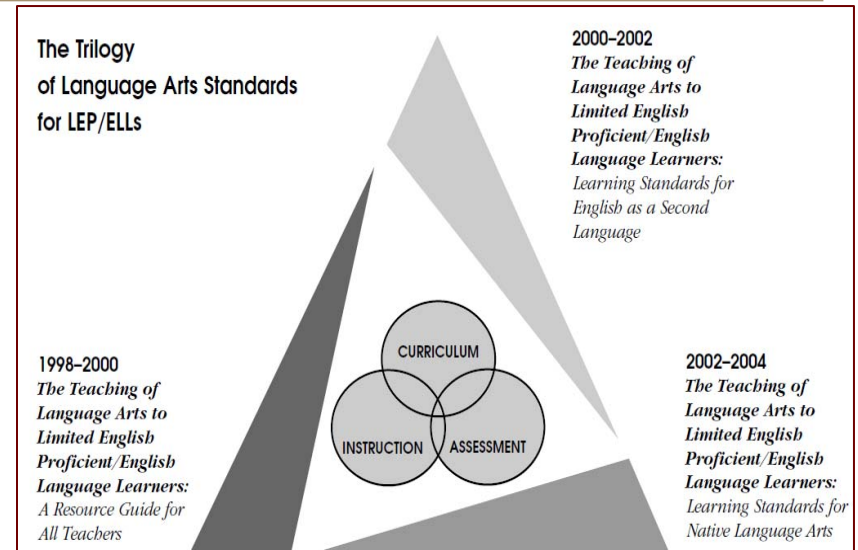 The Trilogy
of Language Arts Standards
for LEP/ELLs
2000–2002
The Teaching of
Language Arts to
Limited English
Proficient/English
Language Learners:
Learning Standards for
English as a Second
Language
CURRICULUM
INSTRUCTION
ASSESSMENT
1998–2000
The Teaching of
Language Arts to
Limited English
Proficient/English
Language Learners:
A Resource Guide for
All Teachers
2002–2004
The Teaching of
Language Arts to
Limited English
Proficient/English
Language Learners:
Learning Standards for
Native Language Arts